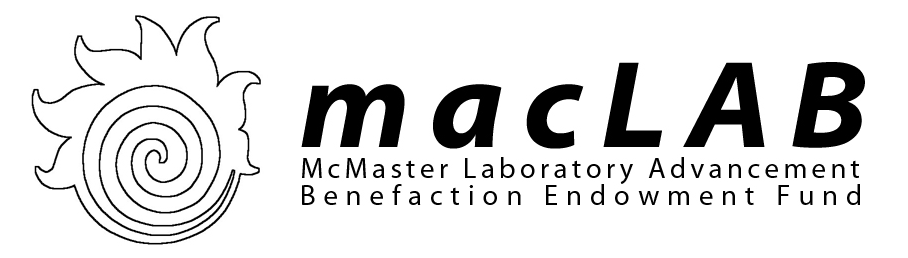 macLAB
McMaster Laboratory Advancement
Benefaction Endowment Fund